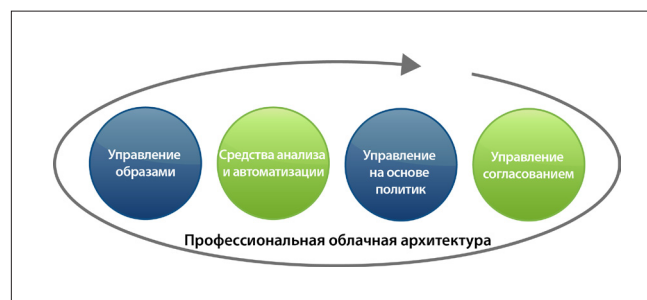 Управление
образами
Средства анализа
и автоматизации
Управление
на основе
политик
Управление
согласованием
Профессиональная облачная архитектура